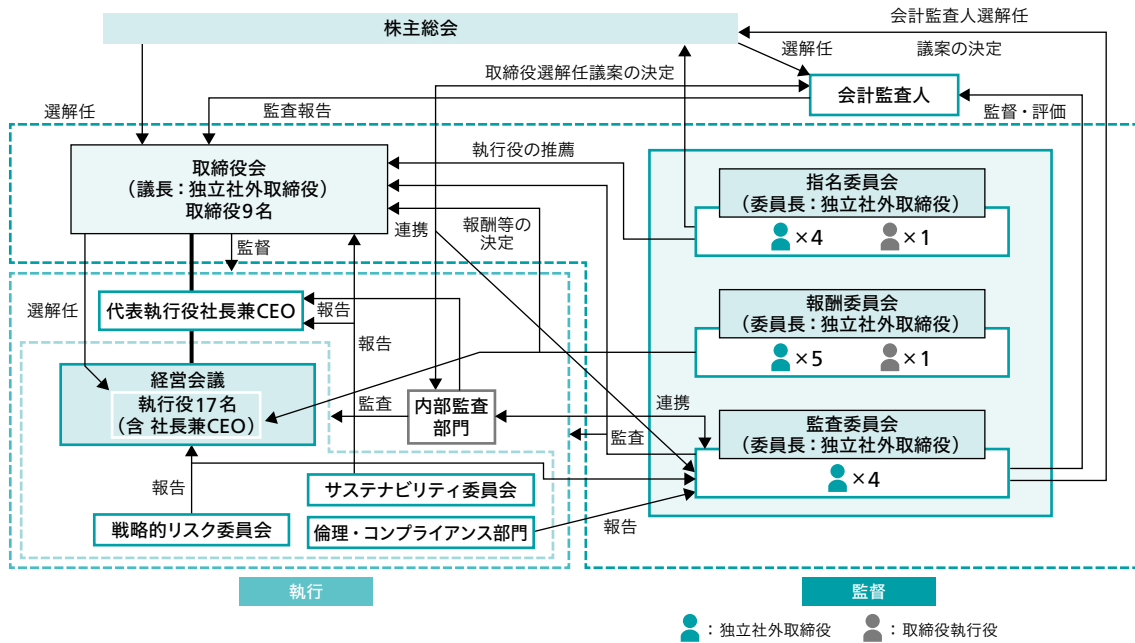 株主総会
会計監査人選解任
議案の決定
選解任
取締役選解任議案の決定
会計監査人
選解任
監査報告
監督・評価
取締役会
(議長:独立社外取締役)
取締役9名
執行役の推薦
指名委員会
(委員長:独立社外取締役)
×4
×1
連携
報酬等の
決定
監督
代表執行役社長兼CEO
選解任
報告
報告
報酬委員会
(委員長:独立社外取締役)
×5
×1
経営会議
執行役17名
(含 社長兼CEO)
監査
内部監査
部門
連携
監査
監査委員会
(委員長:独立社外取締役)
×4
報告
サステナビリティ委員会
戦略的リスク委員会
倫理・コンプライアンス部門
報告
執行
監督
:独立社外取締役
:取締役執行役